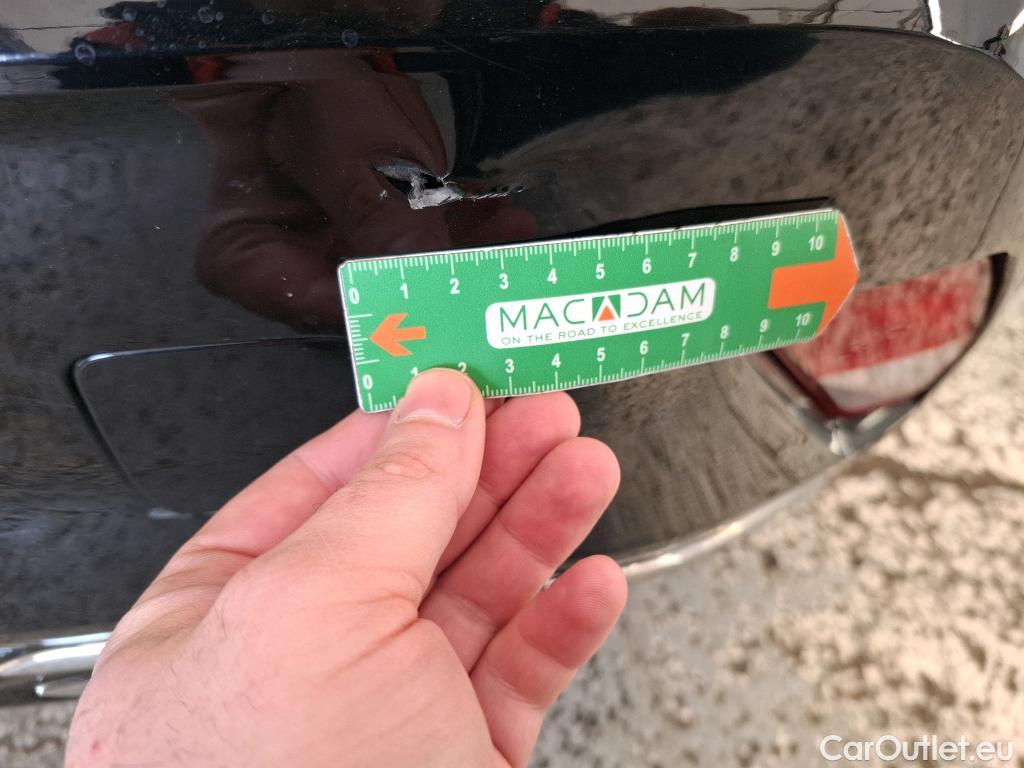 0 1 2 3 4 5 6 7 8 9 10
MACADAM
ON THE ROAD TO EXCELLENCE
0 1 2 3 4 5 6 7 8 9 10
CarOutlet.eu